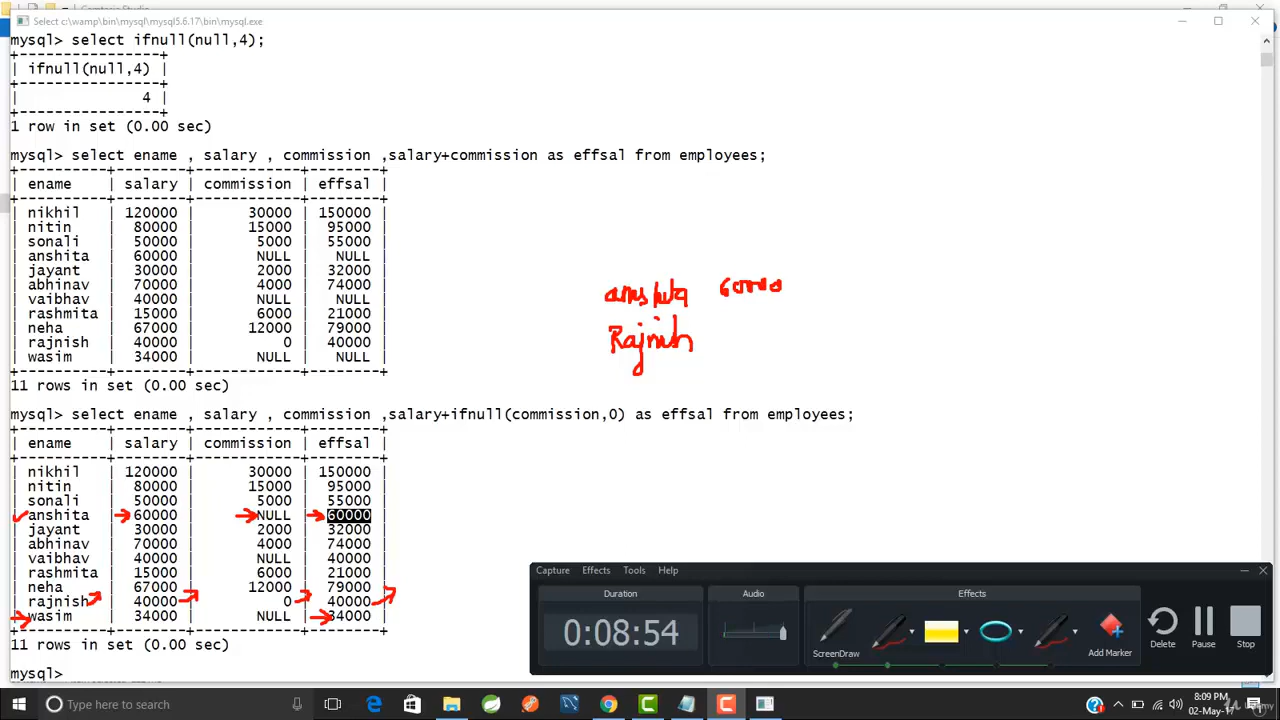 Select c:\wamp\bin\mysql\mysql5.6.17\bin\mysql.exe
mysql> select ifnull(null,4);
+----------------+
| ifnull(null,4) |
+----------------+
|              4 |
+----------------+
1 row in set (0.00 sec)
mysql> select ename , salary , commission ,salary+commission as effsal from employees;
+----------+--------+------------+--------+
| ename    | salary | commission | effsal |
+----------+--------+------------+--------+
| nikhil   | 120000 |      30000 | 150000 |
| nitin    |  80000 |      15000 |  95000 |
| sonali   |  50000 |       5000 |  55000 |
| anshita  |  60000 |       NULL |   NULL |
| jayant   |  30000 |       2000 |  32000 |
| abhinav  |  70000 |       4000 |  74000 |
| vaibhav  |  40000 |       NULL |   NULL |
| rashmita |  15000 |       6000 |  21000 |
| neha     |  67000 |      12000 |  79000 |
| rajnish  |  40000 |          0 |  40000 |
| wasim    |  34000 |       NULL |   NULL |
+----------+--------+------------+--------+
11 rows in set (0.00 sec)
anshita 60000
Rajnish
mysql> select ename , salary , commission ,salary+ifnull(commission,0) as effsal from employees;
+----------+--------+------------+--------+
| ename    | salary | commission | effsal |
+----------+--------+------------+--------+
| nikhil   | 120000 |      30000 | 150000 |
| nitin    |  80000 |      15000 |  95000 |
| sonali   |  50000 |       5000 |  55000 |
| anshita  |  60000 |       NULL |  60000 |
| jayant   |  30000 |       2000 |  32000 |
| abhinav  |  70000 |       4000 |  74000 |
| vaibhav  |  40000 |       NULL |  40000 |
| rashmita |  15000 |       6000 |  21000 |
| neha     |  67000 |      12000 |  79000 |
| rajnish  |  40000 |          0 |  40000 |
| wasim    |  34000 |       NULL |  34000 |
+----------+--------+------------+--------+
11 rows in set (0.00 sec)
mysql>
Capture Effects Tools Help
Duration Audio Effects
0:08:54
ScreenDraw Add Marker Delete Pause Stop
Type here to search
8:09 PM
02-May-17